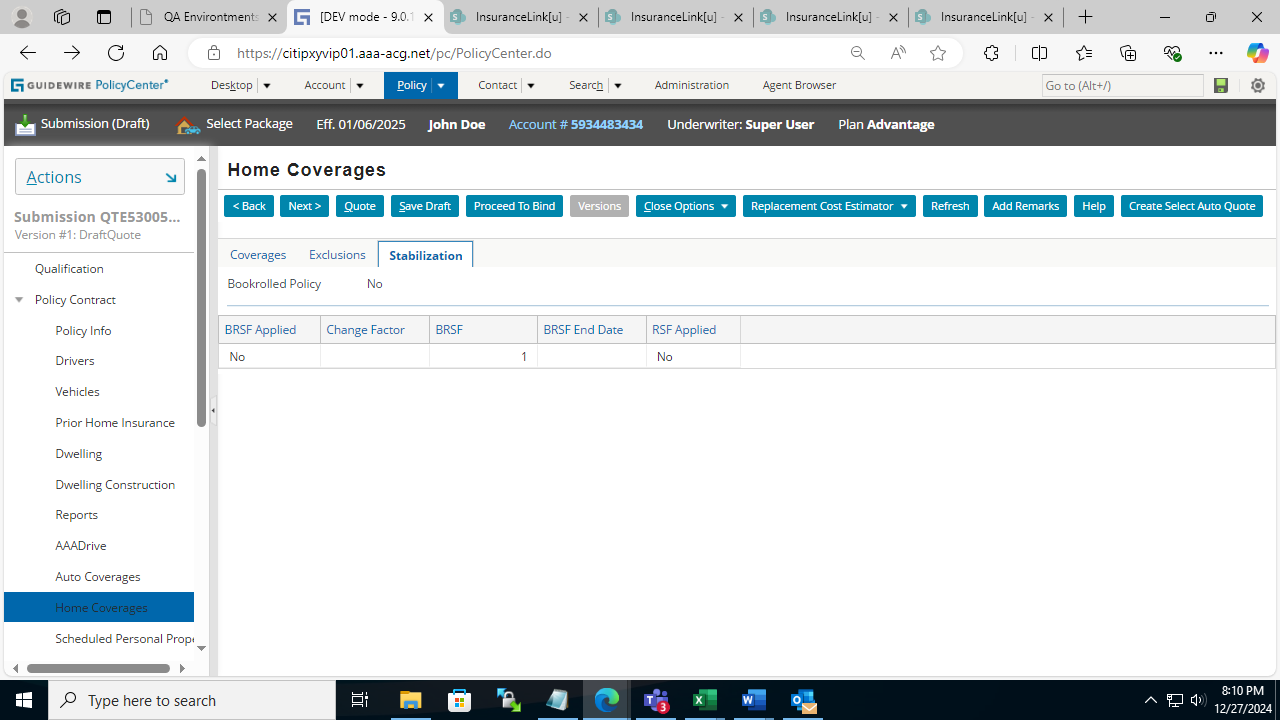 QA Environtments
[DEV mode - 9.0.1
InsuranceLink[u] -
InsuranceLink[u] -
InsuranceLink[u] -
InsuranceLink[u] -
https://citipxyvip01.aaa-acg.net/pc/PolicyCenter.do
GUIDEWIRE PolicyCenter®
Desktop
Account
Policy
Contact
Search
Administration
Agent Browser
Go to (Alt+/)
Submission (Draft)
Select Package
Eff. 01/06/2025
John Doe
Account # 5934483434
Underwriter: Super User
Plan Advantage
Actions
Submission QTE53005...
Version #1: DraftQuote
Qualification
Policy Contract
Policy Info
Drivers
Vehicles
Prior Home Insurance
Dwelling
Dwelling Construction
Reports
AAADrive
Auto Coverages
Home Coverages
Scheduled Personal Prope
Home Coverages
< Back
Next >
Quote
Save Draft
Proceed To Bind
Versions
Close Options
Replacement Cost Estimator
Refresh
Add Remarks
Help
Create Select Auto Quote
Coverages
Exclusions
Stabilization
Bookrolled Policy No
BRSF Applied Change Factor BRSF BRSF End Date RSF Applied
No 1 No
Type here to search
3
8:10 PM
12/27/2024